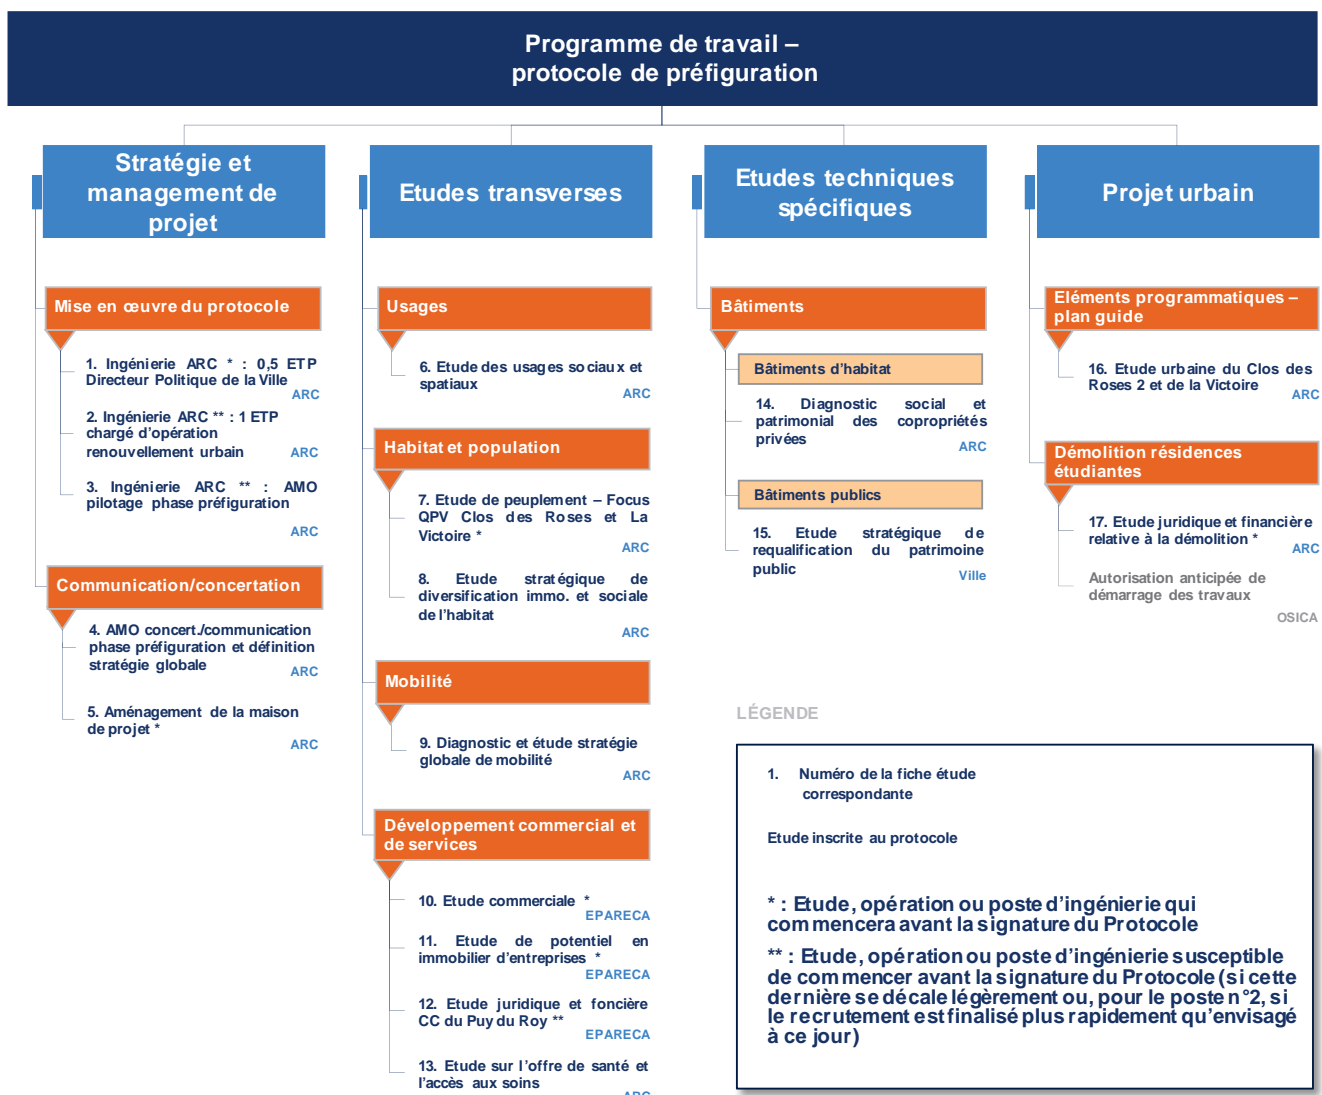 Programme de travail –
protocole de préfiguration
Stratégie et
management de
projet
Mise en œuvre du protocole
1. Ingénierie ARC * : 0,5 ETP
Directeur Politique de la Ville
ARC
2. Ingénierie ARC ** : 1 ETP
chargé d'opération
renouvellement urbain ARC
3. Ingénierie ARC ** : AMO
pilotage phase préfiguration
ARC
Communication/concertation
4. AMO concert./communication
phase préfiguration et définition
stratégie globale
ARC
5. Aménagement de la maison
de projet *
ARC
Etudes transverses
Usages
6. Etude des usages sociaux et
spatiaux
ARC
Habitat et population
7. Etude de peuplement – Focus
QPV Clos des Roses et La
Victoire *
ARC
8. Etude stratégique de
diversification immo. et sociale
de l'habitat
ARC
Mobilité
9. Diagnostic et étude stratégie
globale de mobilité
ARC
Développement commercial et
de services
10. Etude commerciale *
EPARECA
11. Etude de potentiel en
immobilier d'entreprises *
EPARECA
12. Etude juridique et foncière
CC du Puy du Roy **
EPARECA
13. Etude sur l'offre de santé et
l'accès aux soins
ARC
Etudes techniques
spécifiques
Bâtiments
Bâtiments d'habitat
14. Diagnostic social et
patrimonial des copropriétés
privées
ARC
Bâtiments publics
15. Etude stratégique de
requalification du patrimoine
public
Ville
Projet urbain
Eléments programmatiques –
plan guide
16. Etude urbaine du Clos des
Roses 2 et de la Victoire
ARC
Démolition résidences
étudiantes
17. Etude juridique et financière
relative à la démolition *
ARC
Autorisation anticipée de
démarrage des travaux
OSICA
LÉGENDE
1. Numéro de la fiche étude
correspondante
Etude inscrite au protocole
* : Etude, opération ou poste d'ingénierie qui
commencera avant la signature du Protocole
** : Etude, opération ou poste d'ingénierie susceptible
de commencer avant la signature du Protocole (si cette
dernière se décale légèrement ou, pour le poste n°2, si
le recrutement est finalisé plus rapidement qu'envisagé
à ce jour)